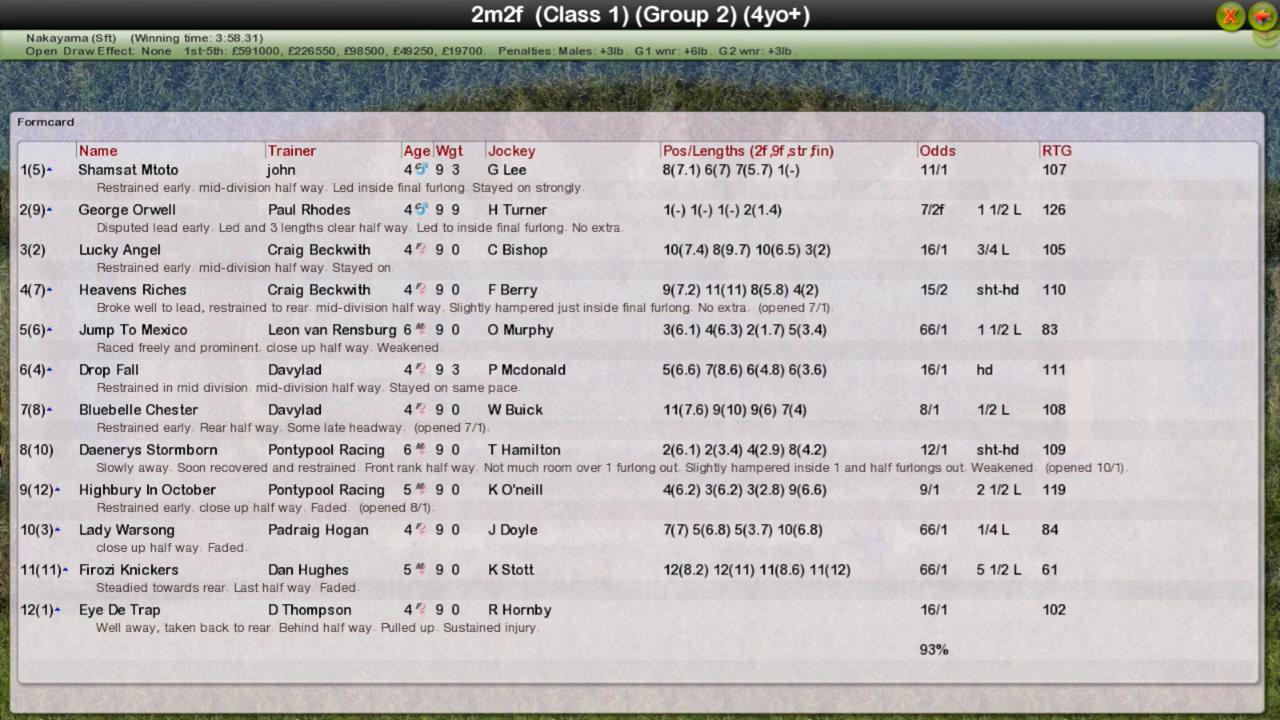 2m2f (Class 1) (Group 2) (4yo+)
Nakayama (Sft) (Winning time: 3:58.31)
Open Draw Effect: None 1st-5th: £591000, £226550, £98500, £49250, £19700. Penalties: Males: +3lb. G1 wnr: +6lb. G2 wnr: +3lb.
Formcard
Name Trainer Age Wgt Jockey Pos/Lengths (2f,9f,str,fin) Odds RTG
1(5) Shamsat Mtoto john 4 9 3 G Lee 8(7.1) 6(7) 7(5.7) 1(-) 11/1 107
Restrained early. mid-division half way. Led inside final furlong. Stayed on strongly.
2(9) George Orwell Paul Rhodes 4 9 9 H Turner 1(-) 1(-) 1(-) 2(1.4) 7/2f 1 1/2 L 126
Disputed lead early. Led and 3 lengths clear half way. Led to inside final furlong. No extra.
3(2) Lucky Angel Craig Beckwith 4 9 0 C Bishop 10(7.4) 8(9.7) 10(6.5) 3(2) 16/1 3/4 L 105
Restrained early. mid-division half way. Stayed on.
4(7) Heavens Riches Craig Beckwith 4 9 0 F Berry 9(7.2) 11(11) 8(5.8) 4(2) 15/2 sht-hd 110
Broke well to lead, restrained to rear. mid-division half way. Slightly hampered just inside final furlong. No extra. (opened 7/1).
5(6) Jump To Mexico Leon van Rensburg 6 9 0 O Murphy 3(6.1) 4(6.3) 2(1.7) 5(3.4) 66/1 1 1/2 L 83
Raced freely and prominent. close up half way. Weakened.
6(4) Drop Fall Davylad 4 9 3 P Mcdonald 5(6.6) 7(8.6) 6(4.8) 6(3.6) 16/1 hd 111
Restrained in mid division. mid-division half way. Stayed on same pace.
7(8) Bluebelle Chester Davylad 4 9 0 W Buick 11(7.6) 9(10) 9(6) 7(4) 8/1 1/2 L 108
Restrained early. Rear half way. Some late headway. (opened 7/1).
8(10) Daenerys Stormborn Pontypool Racing 6 9 0 T Hamilton 2(6.1) 2(3.4) 4(2.9) 8(4.2) 12/1 sht-hd 109
Slowly away. Soon recovered and restrained. Front rank half way. Not much room over 1 furlong out. Slightly hampered inside 1 and half furlongs out. Weakened. (opened 10/1).
9(12) Highbury In October Pontypool Racing 5 9 0 K O'neill 4(6.2) 3(6.2) 3(2.8) 9(6.6) 9/1 2 1/2 L 119
Restrained early. close up half way. Faded. (opened 8/1).
10(3) Lady Warsong Padraig Hogan 4 9 0 J Doyle 7(7) 5(6.8) 5(3.7) 10(6.8) 66/1 1/4 L 84
close up half way. Faded.
11(11) Firozi Knickers Dan Hughes 5 9 0 K Stott 12(8.2) 12(11) 11(8.6) 11(12) 66/1 5 1/2 L 61
Steadied towards rear. Last half way. Faded.
12(1) Eye De Trap D Thompson 4 9 0 R Hornby 16/1 102
Well away, taken back to rear. Behind half way. Pulled up. Sustained injury.
93%